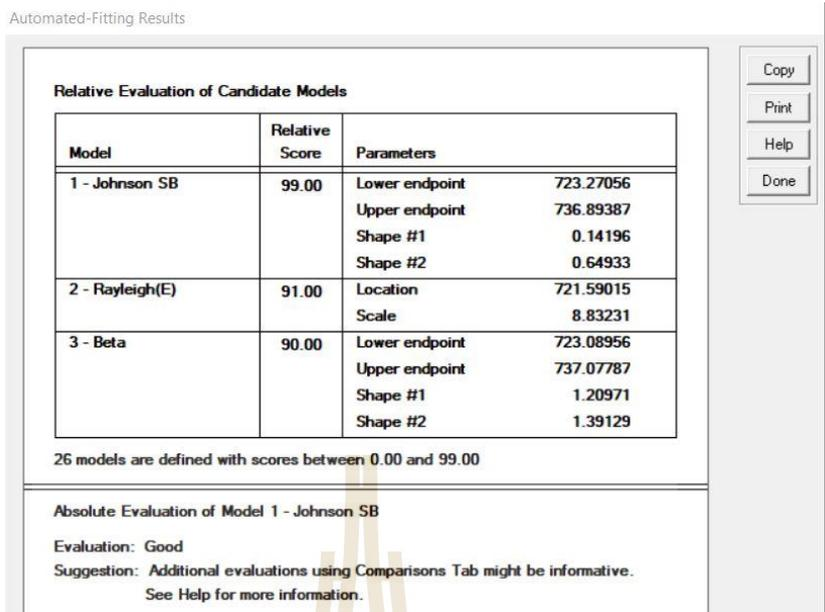 Automated-Fitting Results
Relative Evaluation of Candidate Models
Model Relative Score Parameters
1 - Johnson SB 99.00 Lower endpoint 723.27056
Upper endpoint 736.89387
Shape #1 0.14196
Shape #2 0.64933
2 - Rayleigh(E) 91.00 Location 721.59015
Scale 8.83231
3 - Beta 90.00 Lower endpoint 723.08956
Upper endpoint 737.07787
Shape #1 1.20971
Shape #2 1.39129
26 models are defined with scores between 0.00 and 99.00
Absolute Evaluation of Model 1 - Johnson SB
Evaluation: Good
Suggestion: Additional evaluations using Comparisons Tab might be informative.
See Help for more information.
Copy
Print
Help
Done